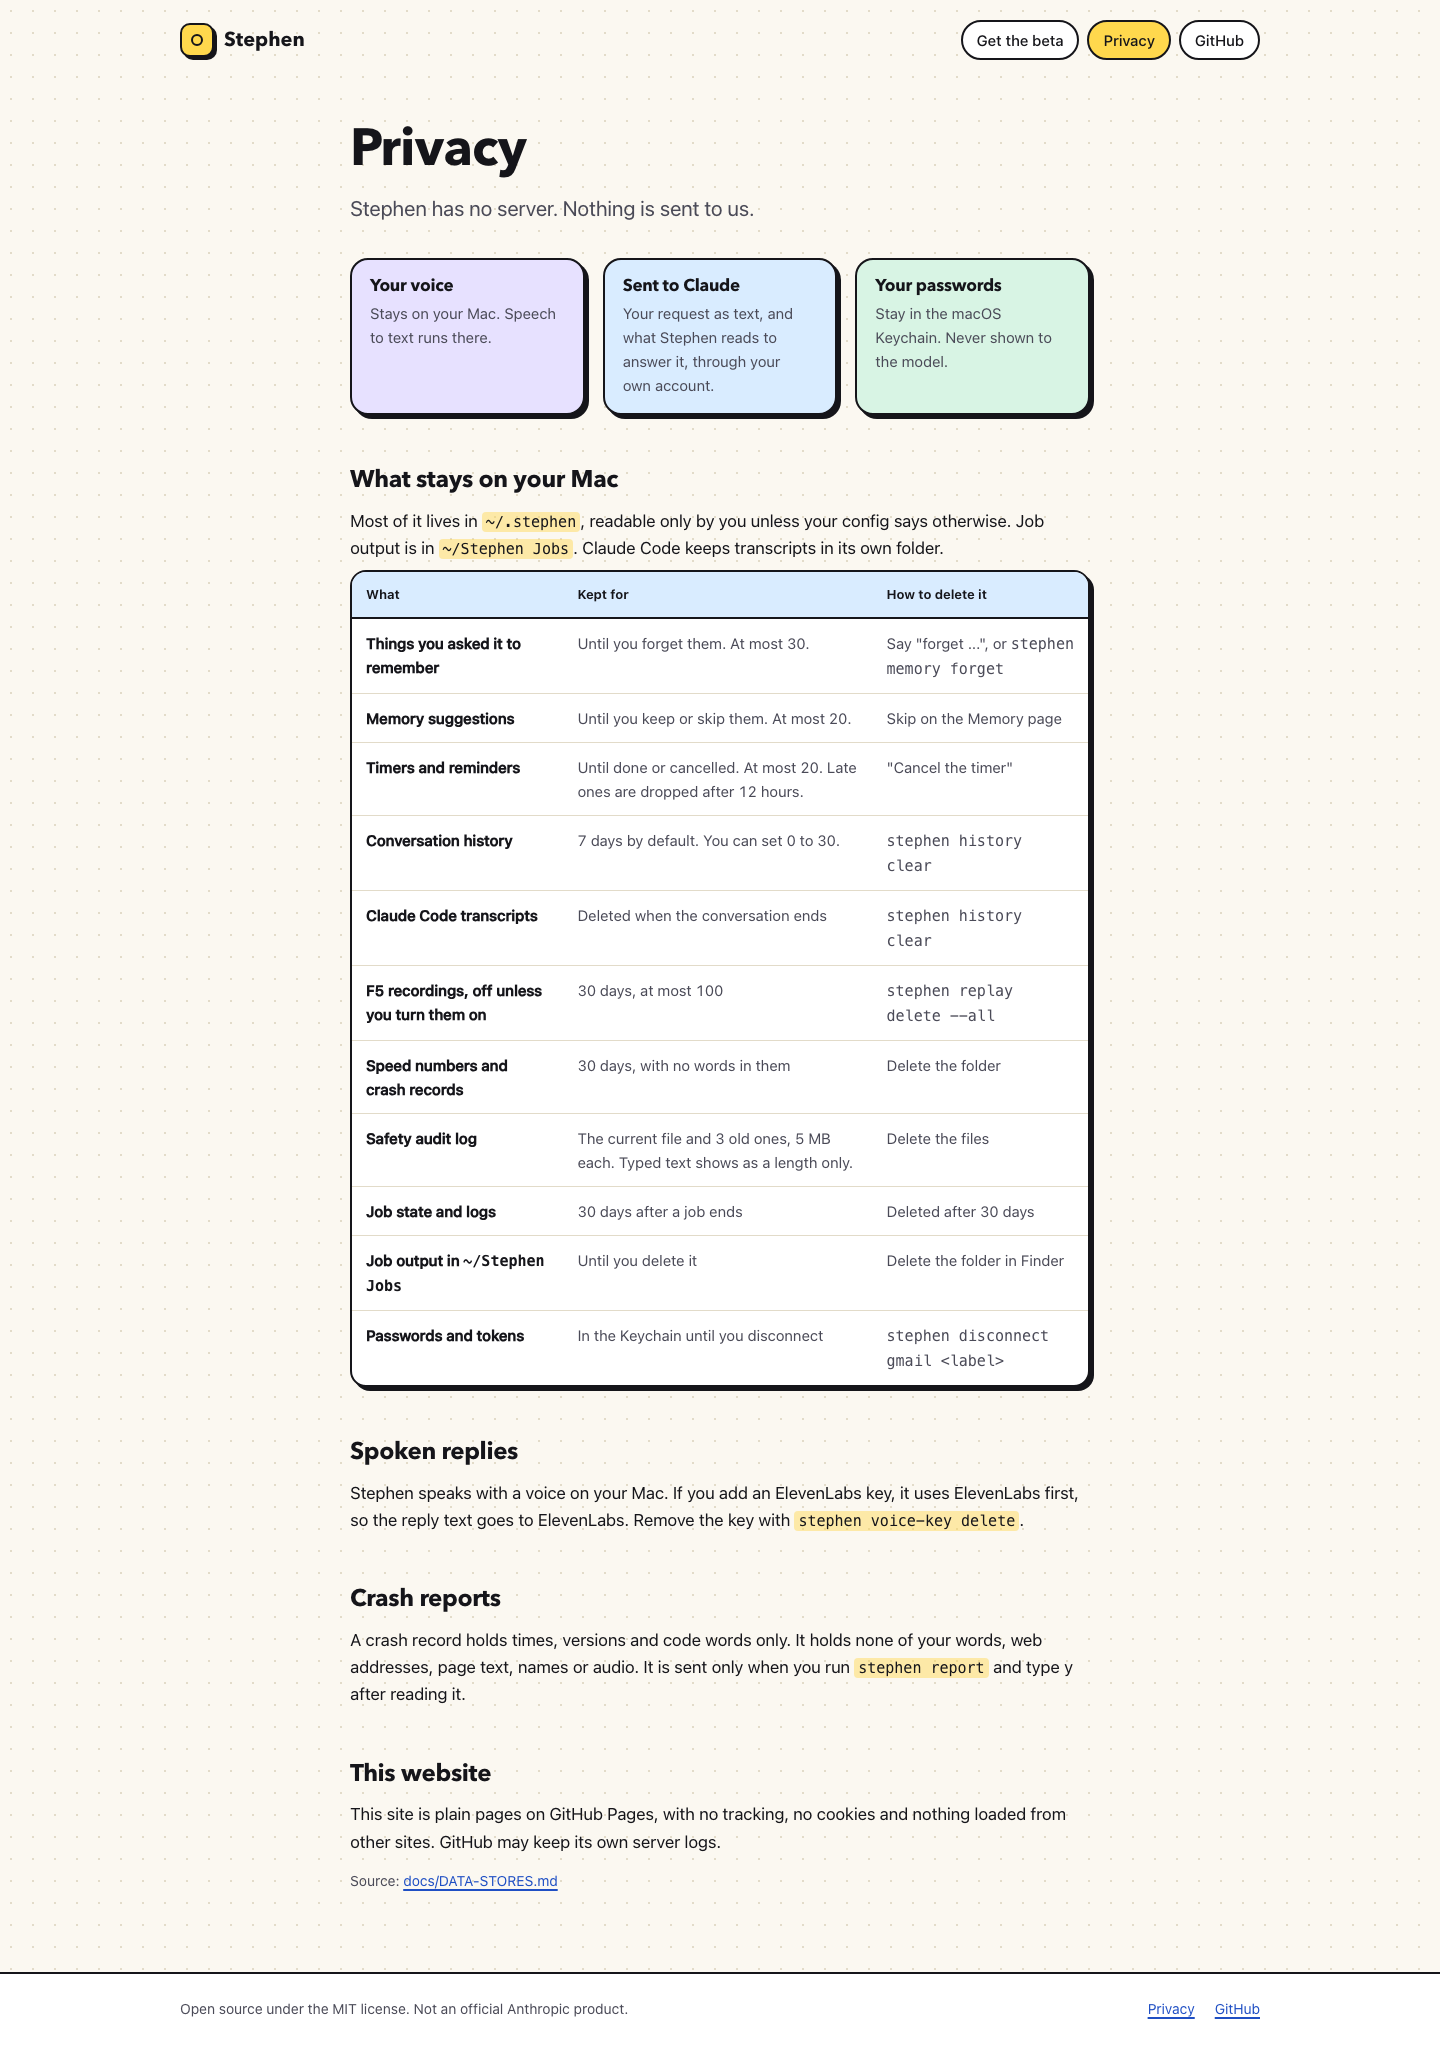 Stephen
Get the beta
Privacy
GitHub
Privacy
Stephen has no server. Nothing is sent to us.
Your voice
Stays on your Mac. Speech
to text runs there.
Sent to Claude
Your request as text, and
what Stephen reads to
answer it, through your
own account.
Your passwords
Stay in the macOS
Keychain. Never shown to
the model.
What stays on your Mac
Most of it lives in ~/.stephen, readable only by you unless your config says otherwise. Job
output is in ~/Stephen Jobs. Claude Code keeps transcripts in its own folder.
What
Kept for
How to delete it
Things you asked it to
remember
Until you forget them. At most 30.
Say "forget ...", or stephen
memory forget
Memory suggestions
Until you keep or skip them. At most 20.
Skip on the Memory page
Timers and reminders
Until done or cancelled. At most 20. Late
ones are dropped after 12 hours.
"Cancel the timer"
Conversation history
7 days by default. You can set 0 to 30.
stephen history
clear
Claude Code transcripts
Deleted when the conversation ends
stephen history
clear
F5 recordings, off unless
you turn them on
30 days, at most 100
stephen replay
delete --all
Speed numbers and
crash records
30 days, with no words in them
Delete the folder
Safety audit log
The current file and 3 old ones, 5 MB
each. Typed text shows as a length only.
Delete the files
Job state and logs
30 days after a job ends
Deleted after 30 days
Job output in ~/Stephen
Jobs
Until you delete it
Delete the folder in Finder
Passwords and tokens
In the Keychain until you disconnect
stephen disconnect
gmail <label>
Spoken replies
Stephen speaks with a voice on your Mac. If you add an ElevenLabs key, it uses ElevenLabs first,
so the reply text goes to ElevenLabs. Remove the key with stephen voice-key delete.
Crash reports
A crash record holds times, versions and code words only. It holds none of your words, web
addresses, page text, names or audio. It is sent only when you run stephen report and type y
after reading it.
This website
This site is plain pages on GitHub Pages, with no tracking, no cookies and nothing loaded from
other sites. GitHub may keep its own server logs.
Source: docs/DATA-STORES.md
Open source under the MIT license. Not an official Anthropic product.
Privacy
GitHub